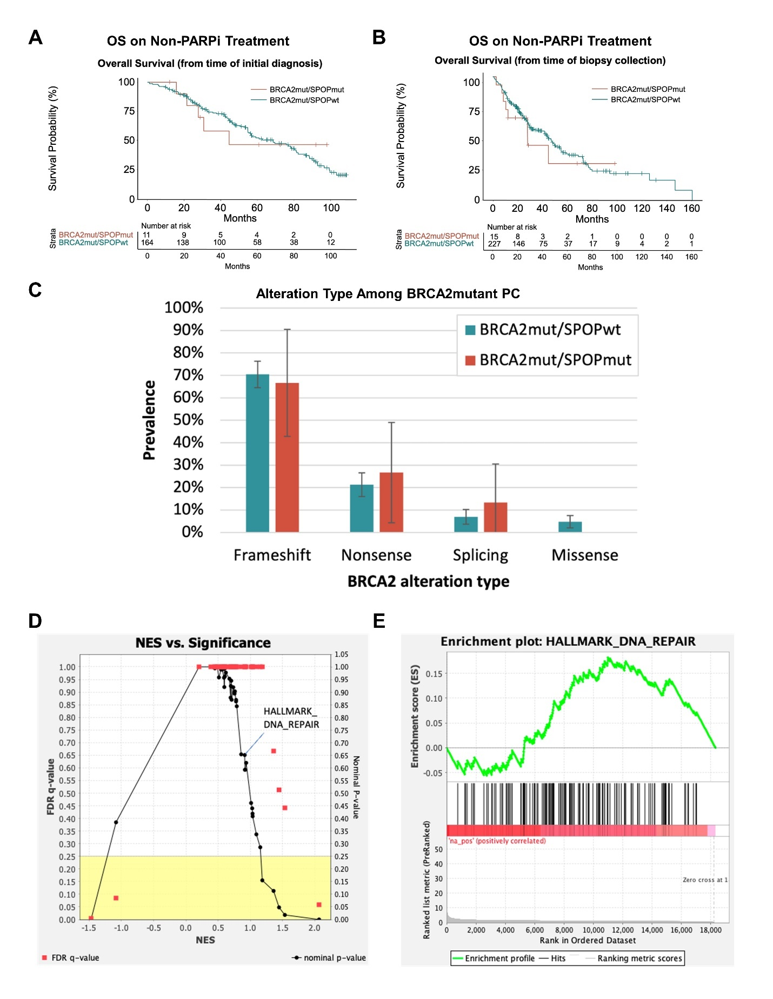 A
OS on Non-PARPi Treatment
Overall Survival (from time of initial diagnosis)
Survival Probability (%)
100
75
50
25
0
BRCA2mut/SPOPmut
BRCA2mut/SPOPwt
0 20 40 60 80 100
Months
Number at risk
Strata
BRCA2mut/SPOPmut 11 9 5 4 2 0
BRCA2mut/SPOPwt 164 138 100 58 38 12
0 20 40 60 80 100
Months
B
OS on Non-PARPi Treatment
Overall Survival (from time of biopsy collection)
Survival Probability (%)
100
75
50
25
0
BRCA2mut/SPOPmut
BRCA2mut/SPOPwt
0 20 40 60 80 100 120 140 160
Months
Number at risk
Strata
BRCA2mut/SPOPmut 15 8 3 2 1 0 0 0 0
BRCA2mut/SPOPwt 227 146 75 37 17 9 4 2 1
0 20 40 60 80 100 120 140 160
Months
C
Alteration Type Among BRCA2mutant PC
Prevalence
100%
90%
80%
70%
60%
50%
40%
30%
20%
10%
0%
BRCA2mut/SPOPwt
BRCA2mut/SPOPmut
Frameshift Nonsense Splicing Missense
BRCA2 alteration type
D
NES vs. Significance
FDR q-value
1.00
0.95
0.90
0.85
0.80
0.75
0.70
0.65
0.60
0.55
0.50
0.45
0.40
0.35
0.30
0.25
0.20
0.15
0.10
0.05
0.00
HALLMARK_
DNA_REPAIR
1.05
1.00
0.95
0.90
0.85
0.80
0.75
0.70
0.65
0.60
0.55
0.50
0.45
0.40
0.35
0.30
0.25
0.20
0.15
0.10
0.05
0.00
Nominal P-value
-1.5 -1.0 -0.5 0.0 0.5 1.0 1.5 2.0
NES
FDR q-value
nominal p-value
E
Enrichment plot: HALLMARK_DNA_REPAIR
Enrichment score (ES)
0.15
0.10
0.05
0.00
-0.05
'na_pos' (positively correlated)
Ranked list metric (PreRanked)
50
40
30
20
10
0
Zero cross at 1
0 2,000 4,000 6,000 8,000 10,000 12,000 14,000 16,000 18,000
Rank in Ordered Dataset
Enrichment profile Hits Ranking metric scores